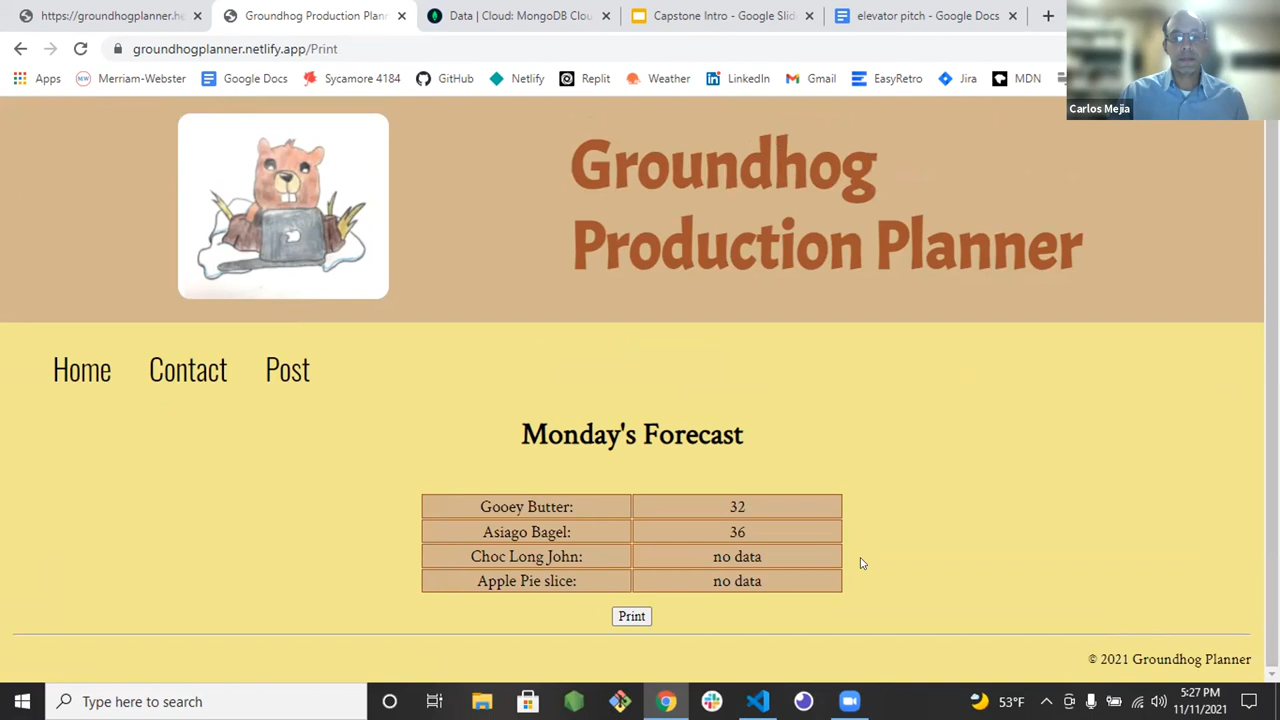 https://groundhogplanner.he
Groundhog Production Plann
Data | Cloud: MongoDB Clou
Capstone Intro - Google Slid
elevator pitch - Google Docs
groundhogplanner.netlify.app/Print
Apps
Merriam-Webster
Google Docs
Sycamore 4184
GitHub
Netlify
Replit
Weather
LinkedIn
Gmail
EasyRetro
Jira
MDN
Carlos Mejia
Groundhog
Production Planner
Home Contact Post
Monday's Forecast
Gooey Butter: 32
Asiago Bagel: 36
Choc Long John: no data
Apple Pie slice: no data
Print
© 2021 Groundhog Planner
Type here to search
53°F
5:27 PM
11/11/2021